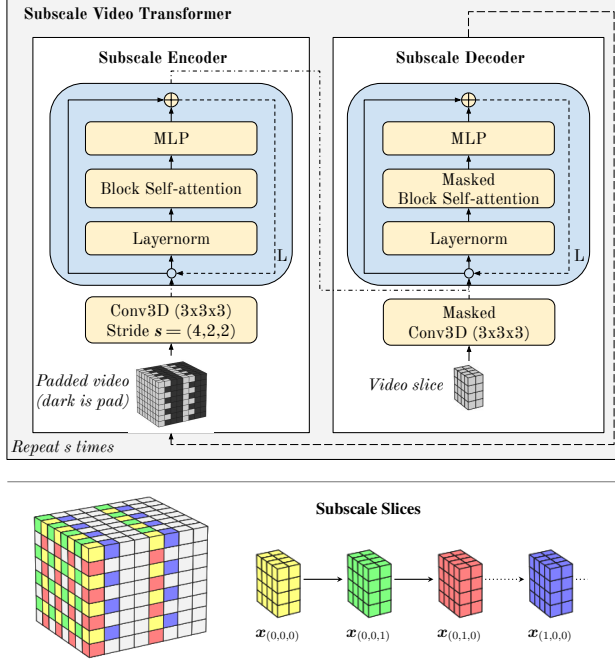 Subscale Video Transformer
Subscale Encoder
MLP
Block Self-attention
Layernorm
L
Conv3D (3x3x3)
Stride s = (4,2,2)
Padded video
(dark is pad)
Subscale Decoder
MLP
Masked
Block Self-attention
Layernorm
L
Masked
Conv3D (3x3x3)
Video slice
Repeat s times
Subscale Slices
x(0,0,0)
x(0,0,1)
x(0,1,0)
x(1,0,0)